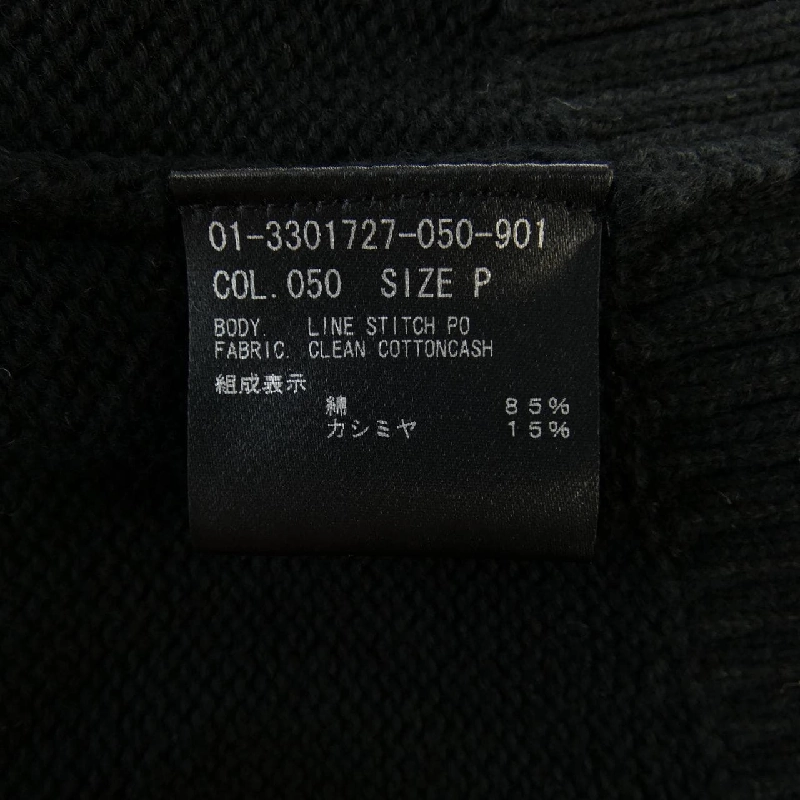 01-3301727-050-901
COL.050 SIZE P
BODY. LINE STITCH PO
FABRIC. CLEAN COTTONCASH
組成表示
綿 85%
カシミヤ 15%